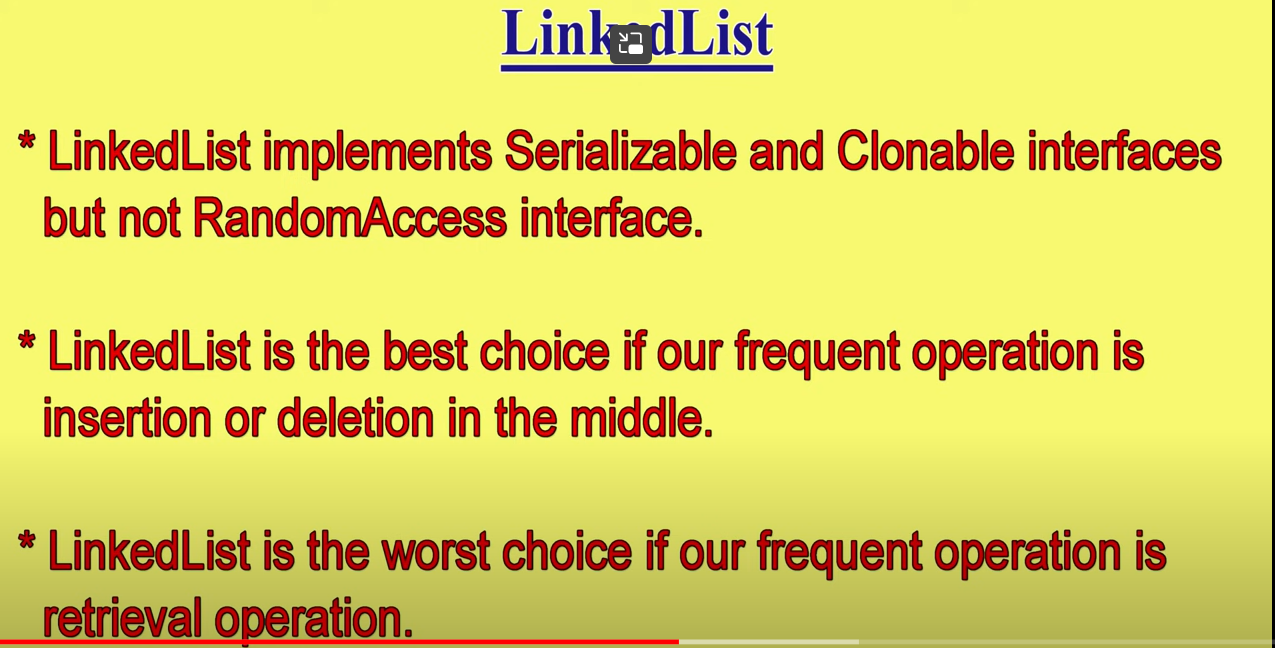 LinkedList
* LinkedList implements Serializable and Clonable interfaces
but not RandomAccess interface.
* LinkedList is the best choice if our frequent operation is
insertion or deletion in the middle.
* LinkedList is the worst choice if our frequent operation is
retrieval operation.